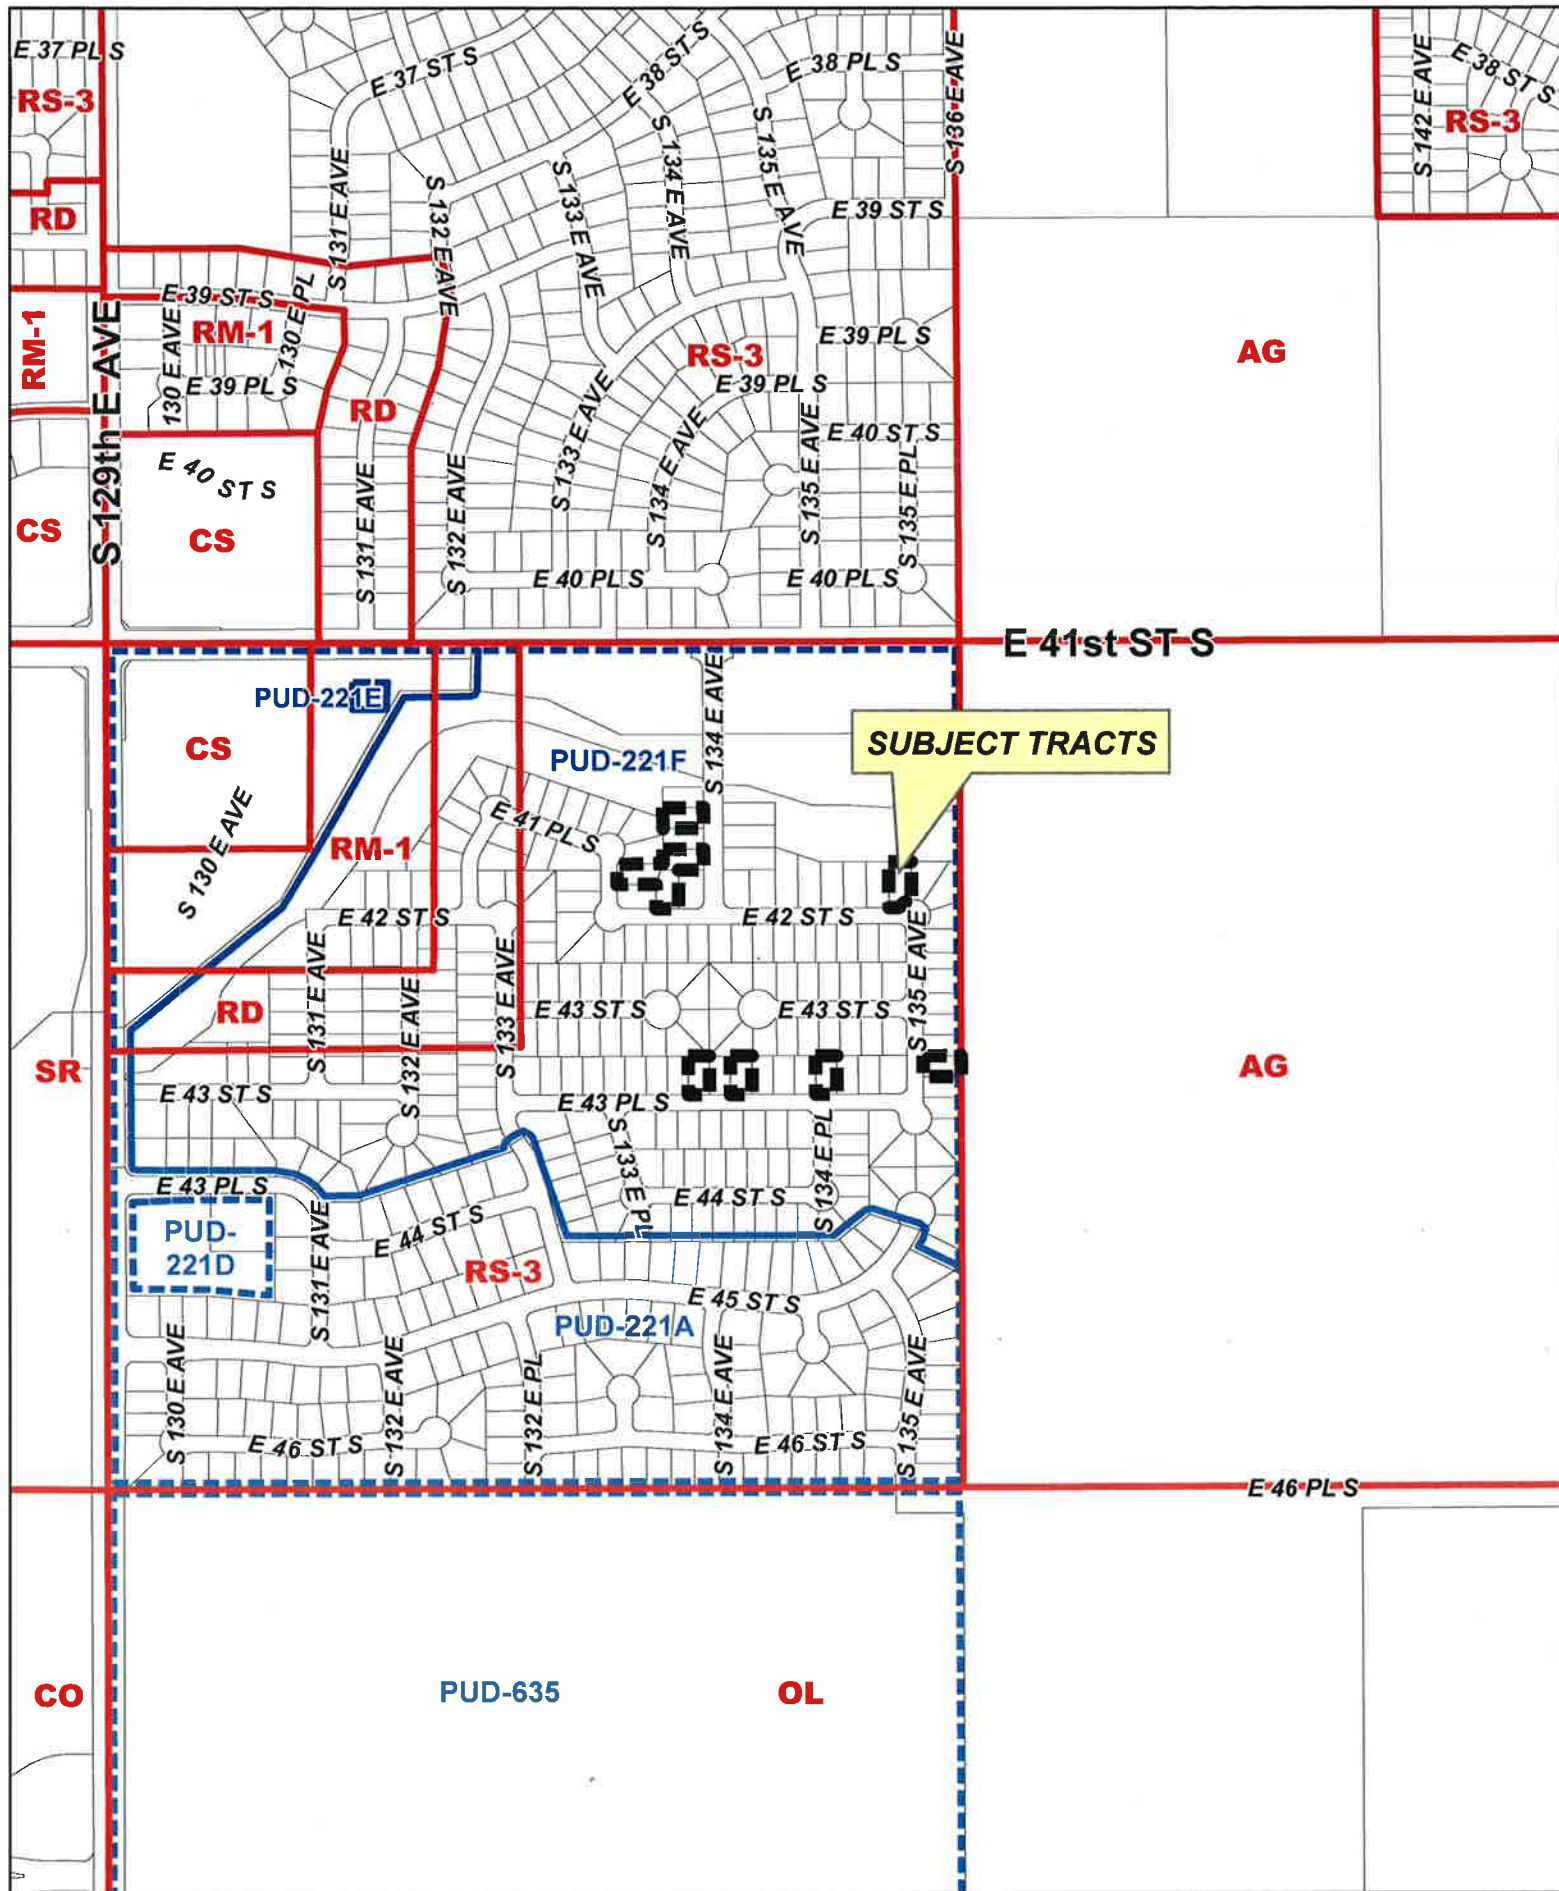 E 37 PL S
E 37 ST S
E 38 ST S
E 38 PL S
S 136 E AVE
S 142 E AVE
E 38 ST S
RS-3
RS-3
S 131 E AVE
S 132 E AVE
S 133 E AVE
S 134 E AVE
S 135 E AVE
RD
E 39 ST S
E 39 ST S
130 E PL
RM-1
RM-1
130 E AVE
E 39 PL S
S 129th E AVE
RS-3
E 39 PL S
E 39 PL S
AG
RD
S 133 E AVE
S 134 E AVE
E 40 ST S
E 40 ST S
CS
CS
S 131 E AVE
S 132 E AVE
S 135 E AVE
S 135 E PL
E 40 PL S
E 40 PL S
E 41st ST S
PUD-221E
CS
PUD-221F
S 134 E AVE
SUBJECT TRACTS
S 130 E AVE
RM-1
E 41 PL S
E 42 ST S
E 42 ST S
S 131 E AVE
S 132 E AVE
S 133 E AVE
S 135 E AVE
RD
E 43 ST S
E 43 ST S
SR
AG
E 43 ST S
E 43 PL S
S 133 E PL
S 134 E PL
E 43 PL S
E 44 ST S
E 44 ST S
PUD-
221D
S 131 E AVE
RS-3
E 45 ST S
PUD-221A
S 130 E AVE
S 132 E AVE
S 132 E PL
S 134 E AVE
S 135 E AVE
E 46 ST S
E 46 ST S
E 46 PL S
CO
PUD-635
OL